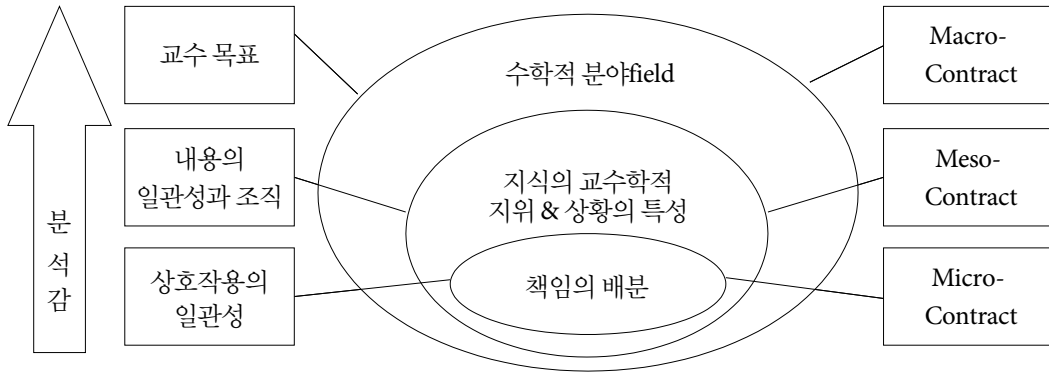 교수 목표
수학적 분야field
Macro-
Contract
내용의
일관성과 조직
지식의 교수학적
지위 & 상황의 특성
Meso-
Contract
분
석
감
상호작용의
일관성
책임의 배분
Micro-
Contract